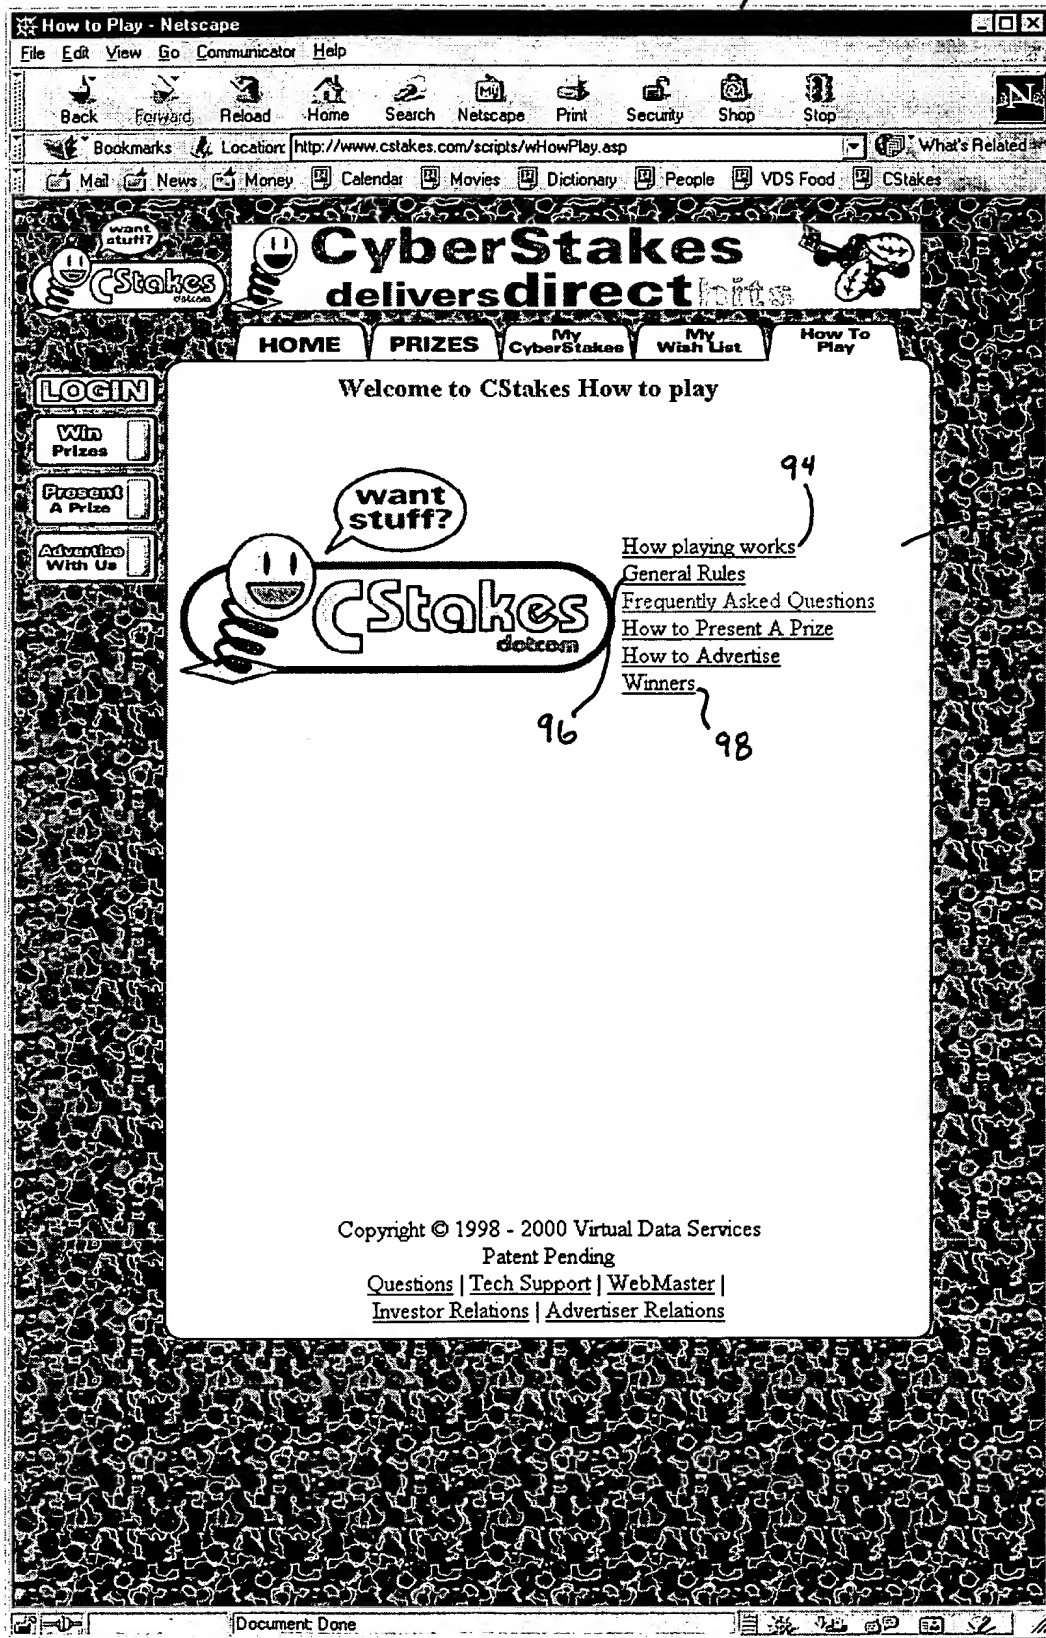 How to Play - Netscape
File Edit View Go Communicator Help
Back Forward Reload Home Search Netscape Print Security Shop Stop
My
N
Bookmarks Location: http://www.cstakes.com/scripts/wHowPlay.asp What's Related
Mail News Money Calendar Movies Dictionary People VDS Food CStakes
want
stuff?
CStakes
dotcom
CyberStakes
delivers direct hits
HOME PRIZES My CyberStakes My Wish List How To Play
LOGIN
Win
Prizes
Present
A Prize
Advertise
With Us
Welcome to CStakes How to play
94
want
stuff?
CStakes
dotcom
How playing works
General Rules
Frequently Asked Questions
How to Present A Prize
How to Advertise
Winners
96
98
Copyright © 1998 - 2000 Virtual Data Services
Patent Pending
Questions | Tech Support | WebMaster |
Investor Relations | Advertiser Relations
Document: Done